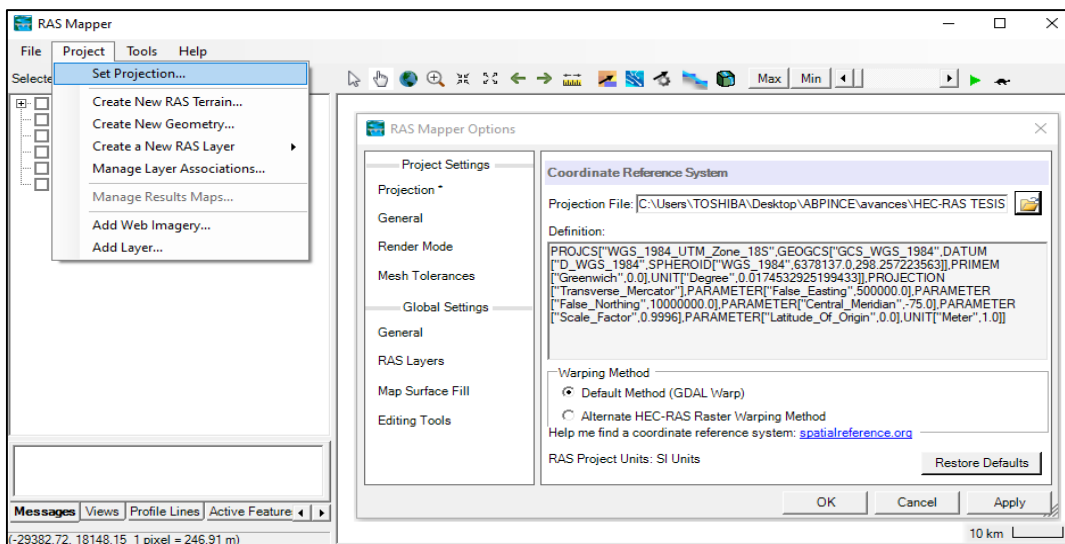 RAS Mapper
File Project Tools Help
Selecte
Max Min
Set Projection...
Create New RAS Terrain...
Create New Geometry...
Create a New RAS Layer
Manage Layer Associations...
Manage Results Maps...
Add Web Imagery...
Add Layer...
RAS Mapper Options
Project Settings
Projection *
General
Render Mode
Mesh Tolerances
Global Settings
General
RAS Layers
Map Surface Fill
Editing Tools
Coordinate Reference System
Projection File: C:\Users\TOSHIBA\Desktop\ABPINCE\avances\HEC-RAS TESIS
Definition:
PROJCS["WGS_1984_UTM_Zone_18S",GEOGCS["GCS_WGS_1984",DATUM
["D_WGS_1984",SPHEROID["WGS_1984",6378137.0,298.257223563]],PRIMEM
["Greenwich",0.0],UNIT["Degree",0.0174532925199433]],PROJECTION
["Transverse_Mercator"],PARAMETER["False_Easting",500000.0],PARAMETER
["False_Northing",10000000.0],PARAMETER["Central_Meridian",-75.0],PARAMETER
["Scale_Factor",0.9996],PARAMETER["Latitude_Of_Origin",0.0],UNIT["Meter",1.0]]
Warping Method
Default Method (GDAL Warp)
Alternate HEC-RAS Raster Warping Method
Help me find a coordinate reference system: spatialreference.org
RAS Project Units: SI Units
Restore Defaults
OK Cancel Apply
Messages Views Profile Lines Active Feature
(-29382.72, 18148.15 1 pixel = 246.91 m)
10 km